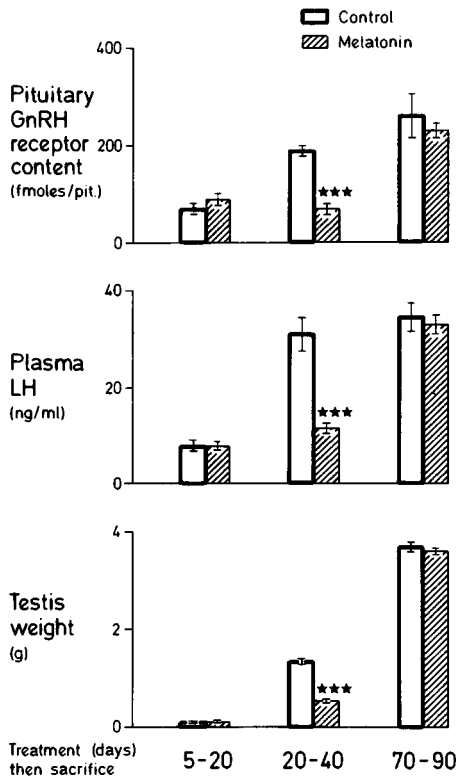 Control
Melatonin
Pituitary
GnRH
receptor
content
(fmoles/pit.)
400
200
0
★★★
Plasma
LH
(ng/ml)
40
20
0
★★★
Testis
weight
(g)
4
2
0
★★★
Treatment (days)
then sacrifice
5-20
20-40
70-90